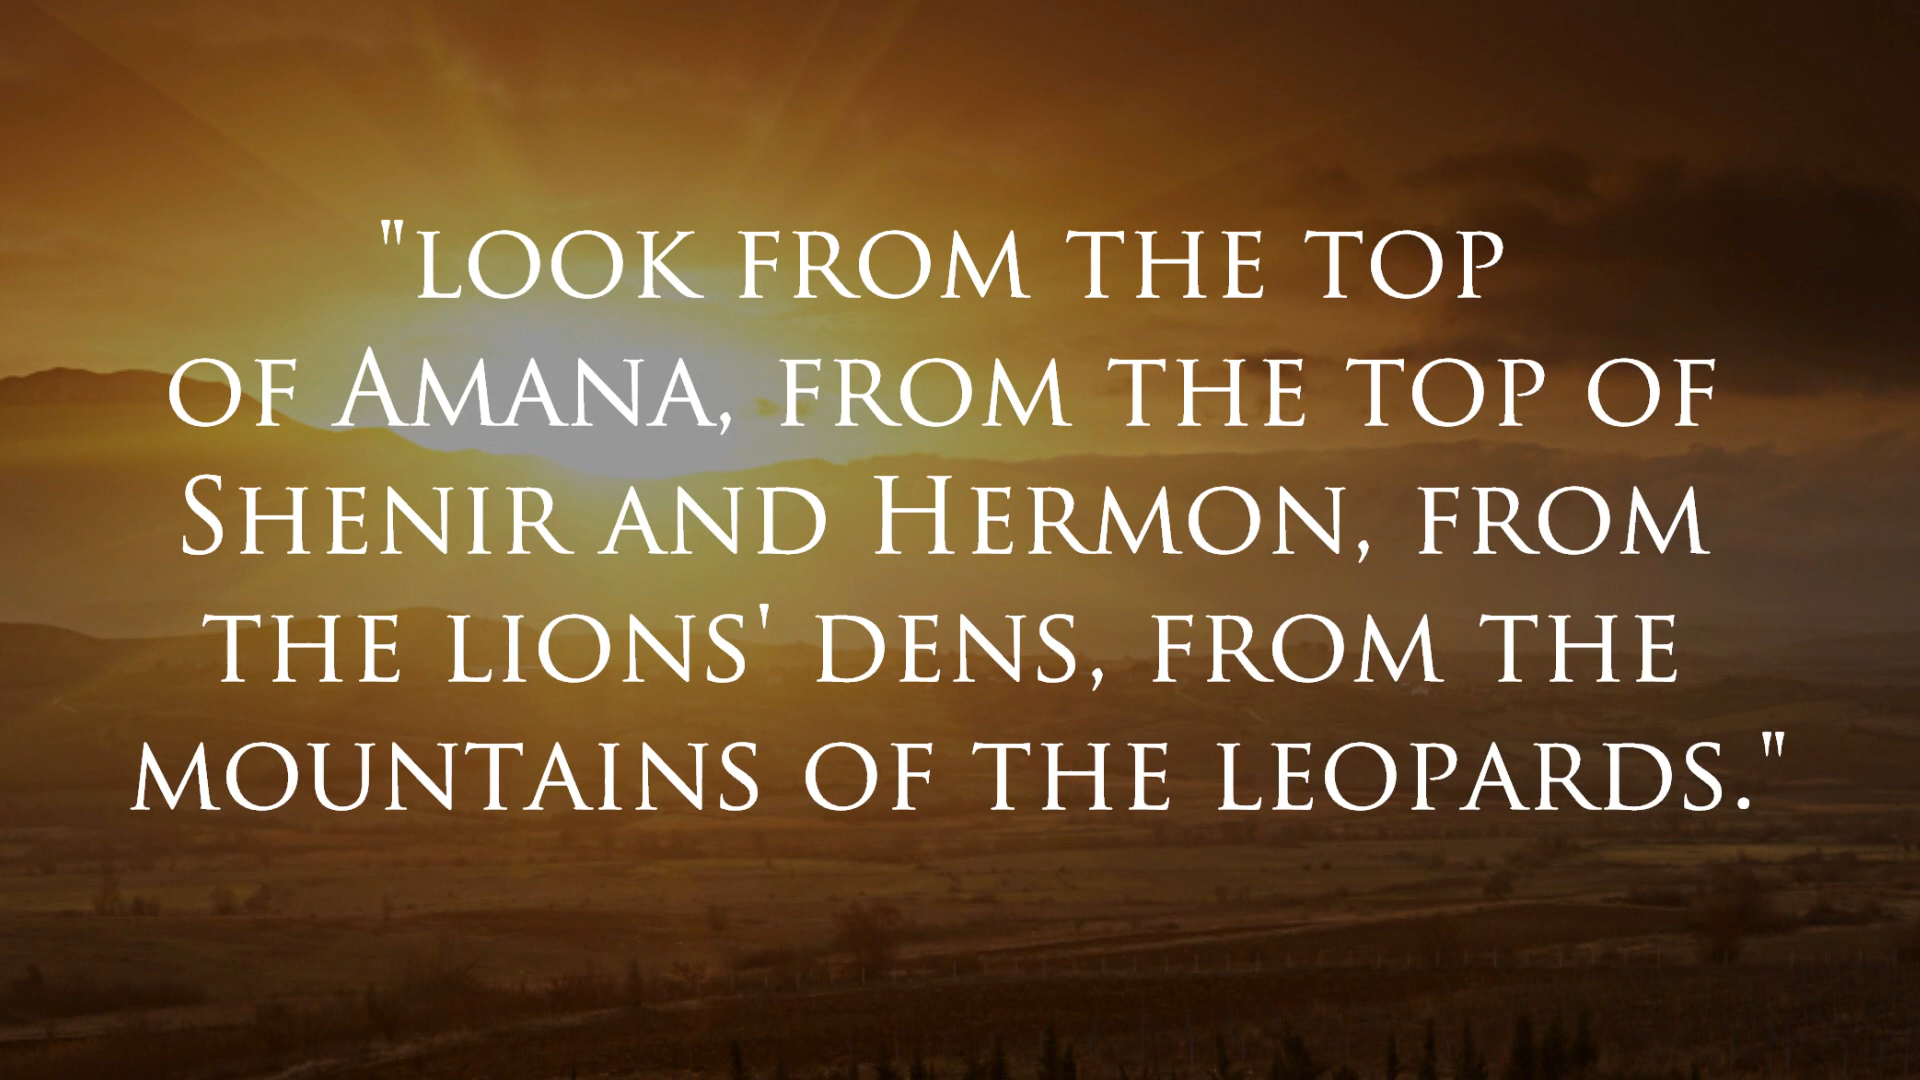 "look from the top
of Amana, from the top of
Shenir and Hermon, from
the lions' dens, from the
mountains of the leopards."